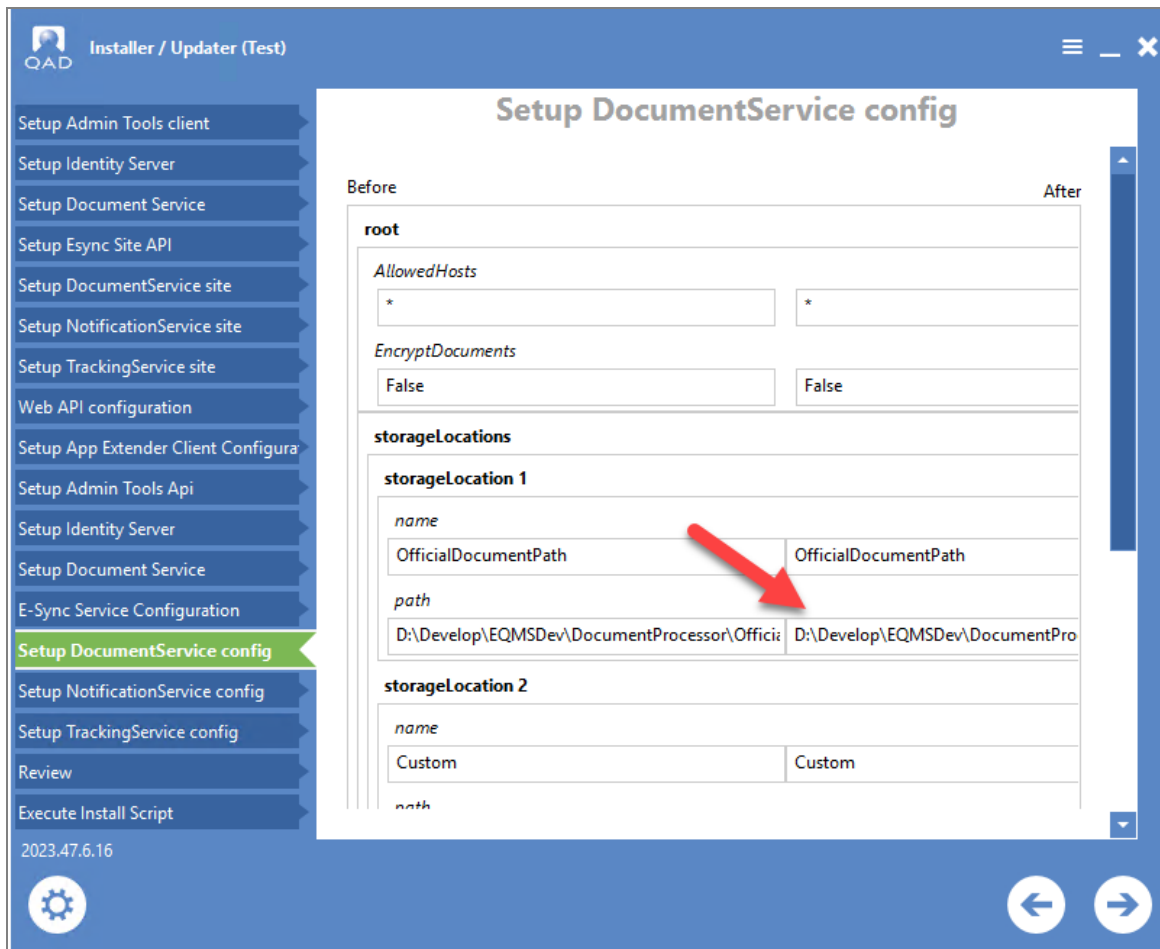 QAD
Installer / Updater (Test)
Setup Admin Tools client
Setup Identity Server
Setup Document Service
Setup Esync Site API
Setup DocumentService site
Setup NotificationService site
Setup TrackingService site
Web API configuration
Setup App Extender Client Configura
Setup Admin Tools Api
Setup Identity Server
Setup Document Service
E-Sync Service Configuration
Setup DocumentService config
Setup NotificationService config
Setup TrackingService config
Review
Execute Install Script
2023.47.6.16
Setup DocumentService config
Before After
root
AllowedHosts
* *
EncryptDocuments
False False
storageLocations
storageLocation 1
name
OfficialDocumentPath OfficialDocumentPath
path
D:\Develop\EQMSDev\DocumentProcessor\Officia D:\Develop\EQMSDev\DocumentPro
storageLocation 2
name
Custom Custom
path